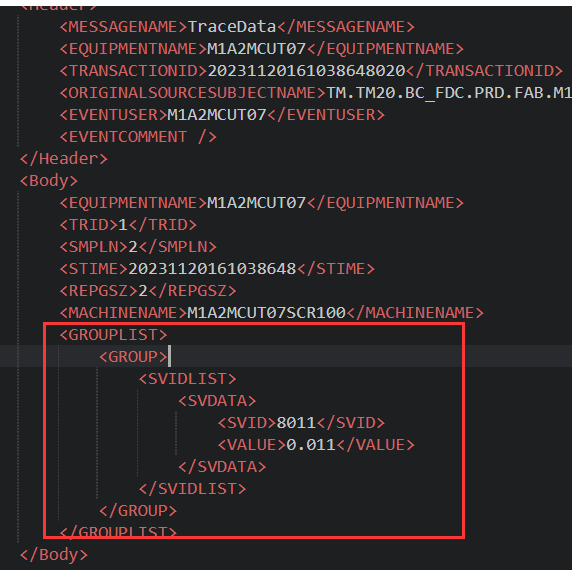 <Header>
<MESSAGENAME>TraceData</MESSAGENAME>
<EQUIPMENTNAME>M1A2MCUT07</EQUIPMENTNAME>
<TRANSACTIONID>20231120161038648020</TRANSACTIONID>
<ORIGINALSOURCESUBJECTNAME>TM.TM20.BC_FDC.PRD.FAB.M1
<EVENTUSER>M1A2MCUT07</EVENTUSER>
<EVENTCOMMENT />
</Header>
<Body>
<EQUIPMENTNAME>M1A2MCUT07</EQUIPMENTNAME>
<TRID>1</TRID>
<SMPLN>2</SMPLN>
<STIME>20231120161038648</STIME>
<REPGSZ>2</REPGSZ>
<MACHINENAME>M1A2MCUT07SCR100</MACHINENAME>
<GROUPLIST>
<GROUP>
<SVIDLIST>
<SVDATA>
<SVID>8011</SVID>
<VALUE>0.011</VALUE>
</SVDATA>
</SVIDLIST>
</GROUP>
</GROUPLIST>
</Body>